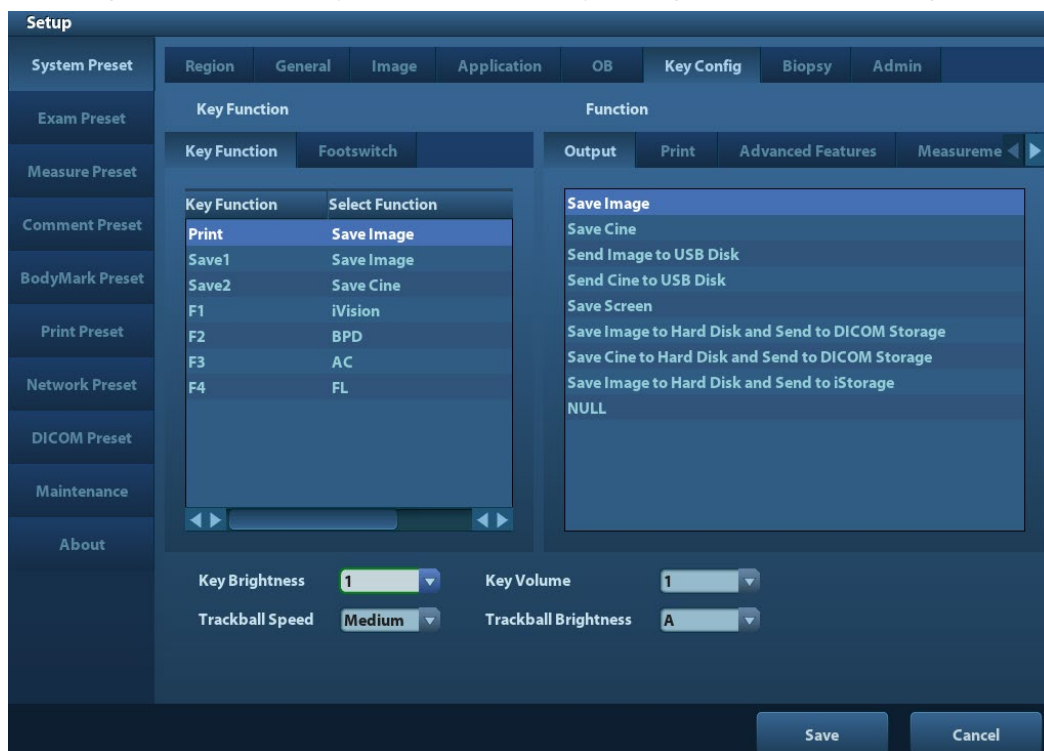 Setup
System Preset
Exam Preset
Measure Preset
Comment Preset
BodyMark Preset
Print Preset
Network Preset
DICOM Preset
Maintenance
About
Region General Image Application OB Key Config Biopsy Admin
Key Function
Key Function Footswitch
Key Function Select Function
Print Save Image
Save1 Save Image
Save2 Save Cine
F1 iVision
F2 BPD
F3 AC
F4 FL
Function
Output Print Advanced Features Measureme
Save Image
Save Cine
Send Image to USB Disk
Send Cine to USB Disk
Save Screen
Save Image to Hard Disk and Send to DICOM Storage
Save Cine to Hard Disk and Send to DICOM Storage
Save Image to Hard Disk and Send to iStorage
NULL
Key Brightness 1 Key Volume 1
Trackball Speed Medium Trackball Brightness A
Save Cancel